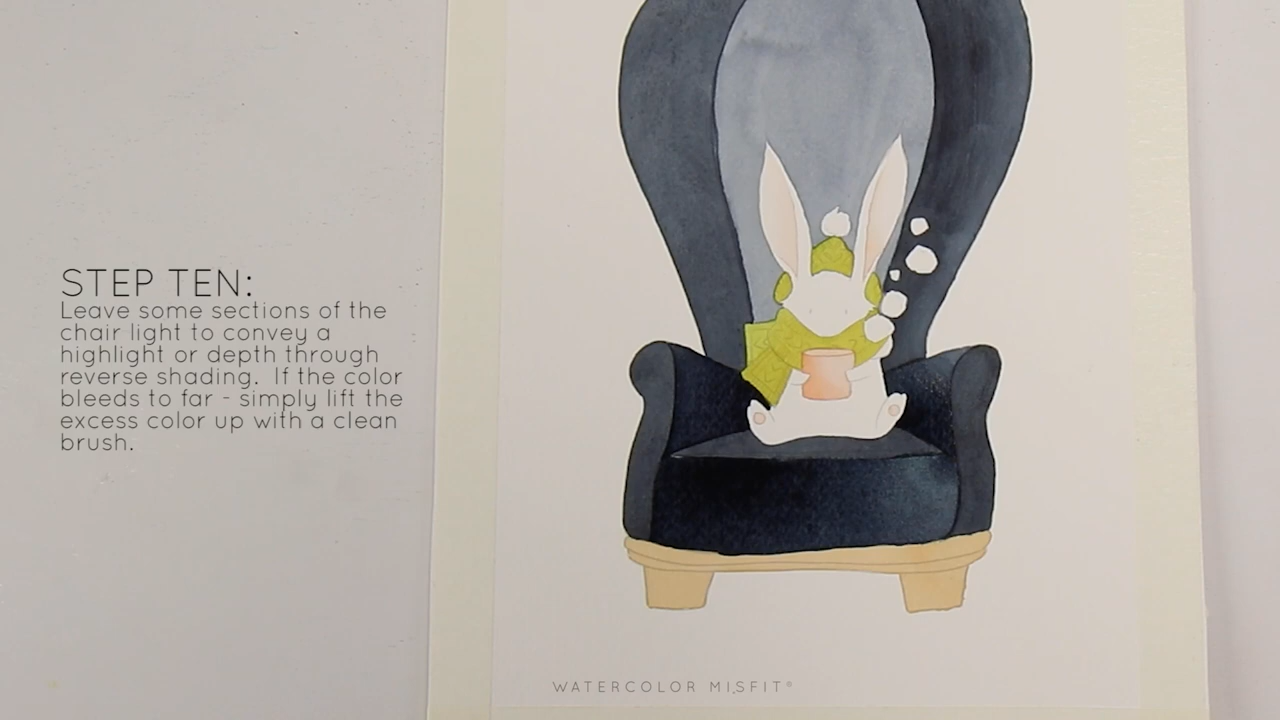 STEP TEN:
Leave some sections of the
chair light to convey a
highlight or depth through
reverse shading.  If the color
bleeds to far - simply lift the
excess color up with a clean
brush.
WATERCOLOR MISFIT®